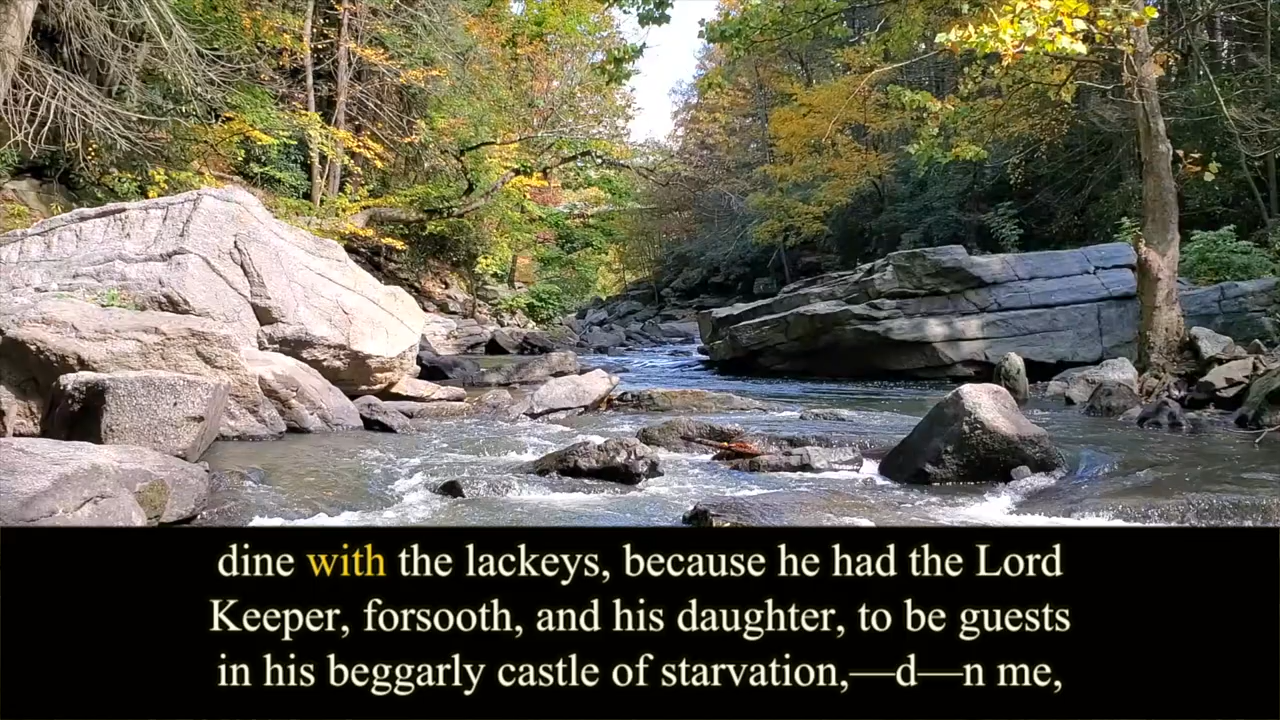 dine with the lackeys, because he had the Lord
Keeper, forsooth, and his daughter, to be guests
in his beggarly castle of starvation,—d—n me,